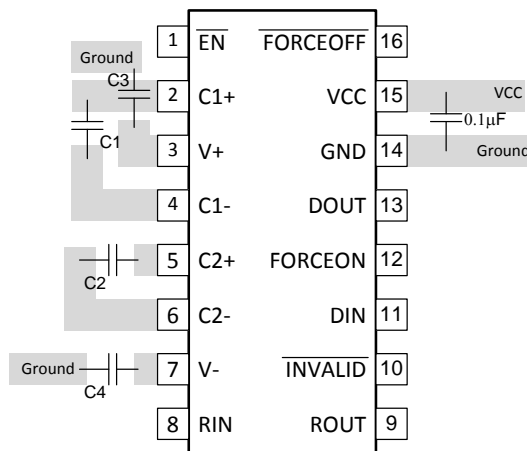 1 EN FORCEOFF 16
Ground
C3
2 C1+ VCC 15 VCC
C1 0.1µF
3 V+ GND 14 Ground
4 C1- DOUT 13
5 C2+ FORCEON 12
C2
6 C2- DIN 11
Ground 7 V- INVALID 10
C4
8 RIN ROUT 9